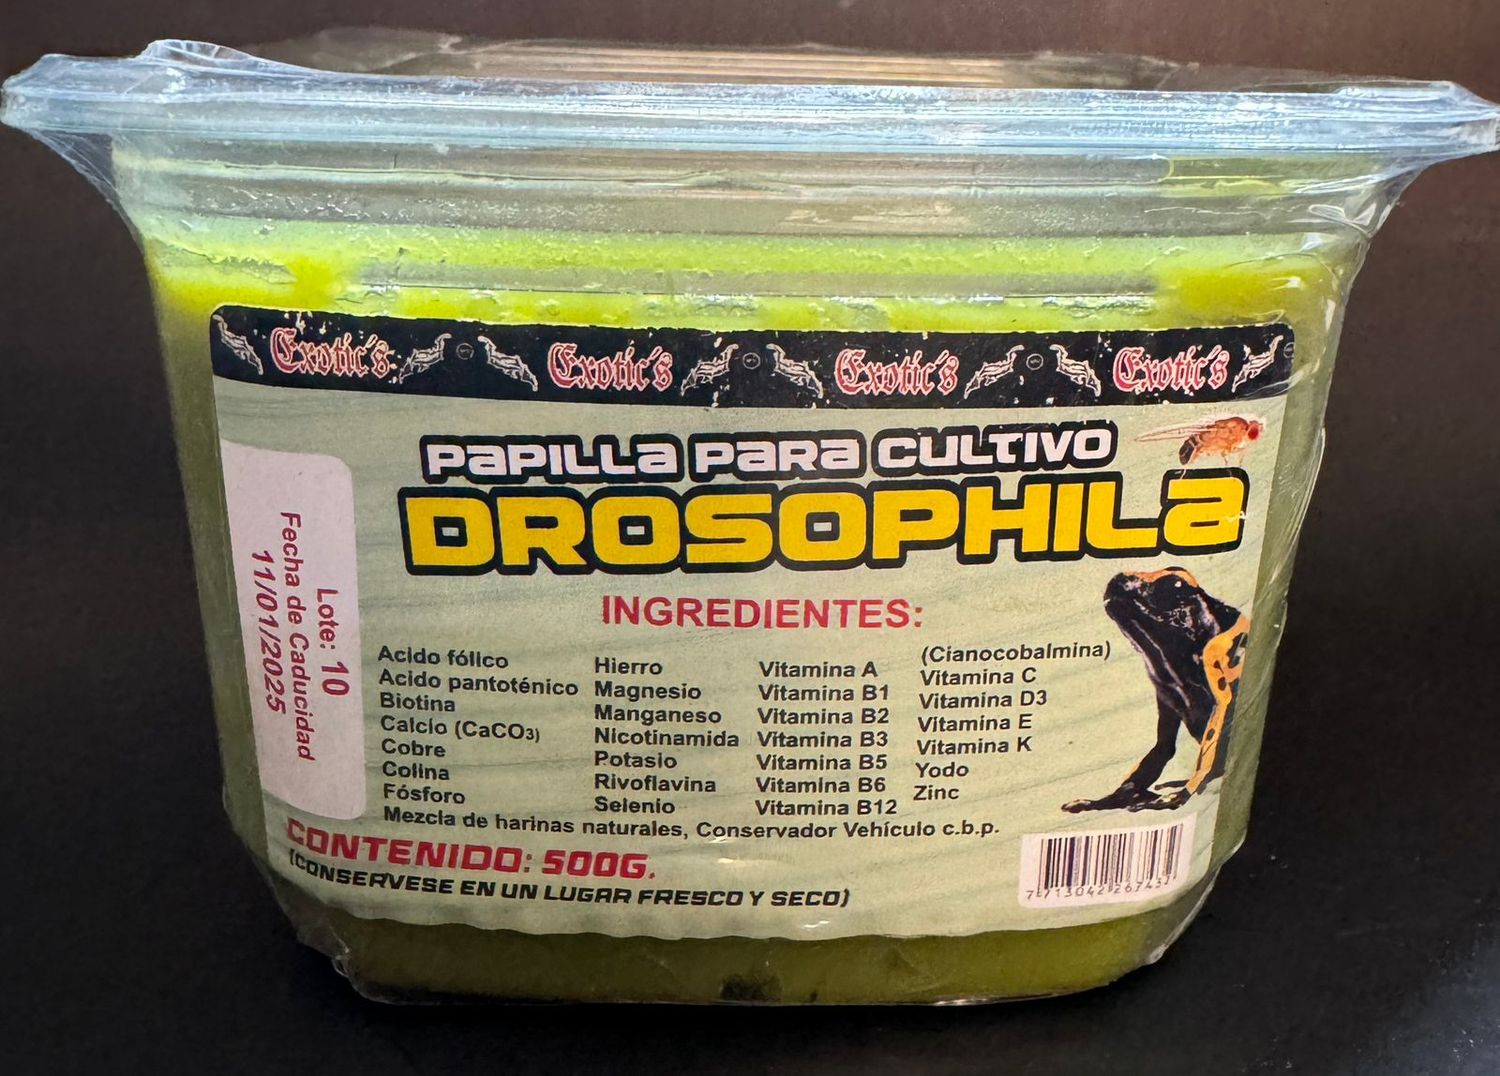 Exotic's Exotic's Exotic's Exotic's
PAPILLA PARA CULTIVO
DROSOPHILA
Lote: 10
Fecha de Caducidad
11/01/2025
INGREDIENTES:
Acido fólico
Acido pantoténico
Biotina
Calcio (CaCO₃)
Cobre
Colina
Fósforo
Hierro
Magnesio
Manganeso
Nicotinamida
Potasio
Rivoflavina
Selenio
Vitamina A
Vitamina B1
Vitamina B2
Vitamina B3
Vitamina B5
Vitamina B6
Vitamina B12
(Cianocobalmina)
Vitamina C
Vitamina D3
Vitamina E
Vitamina K
Yodo
Zinc
Mezcla de harinas naturales, Conservador Vehículo c.b.p.
CONTENIDO: 500G.
(CONSERVESE EN UN LUGAR FRESCO Y SECO)